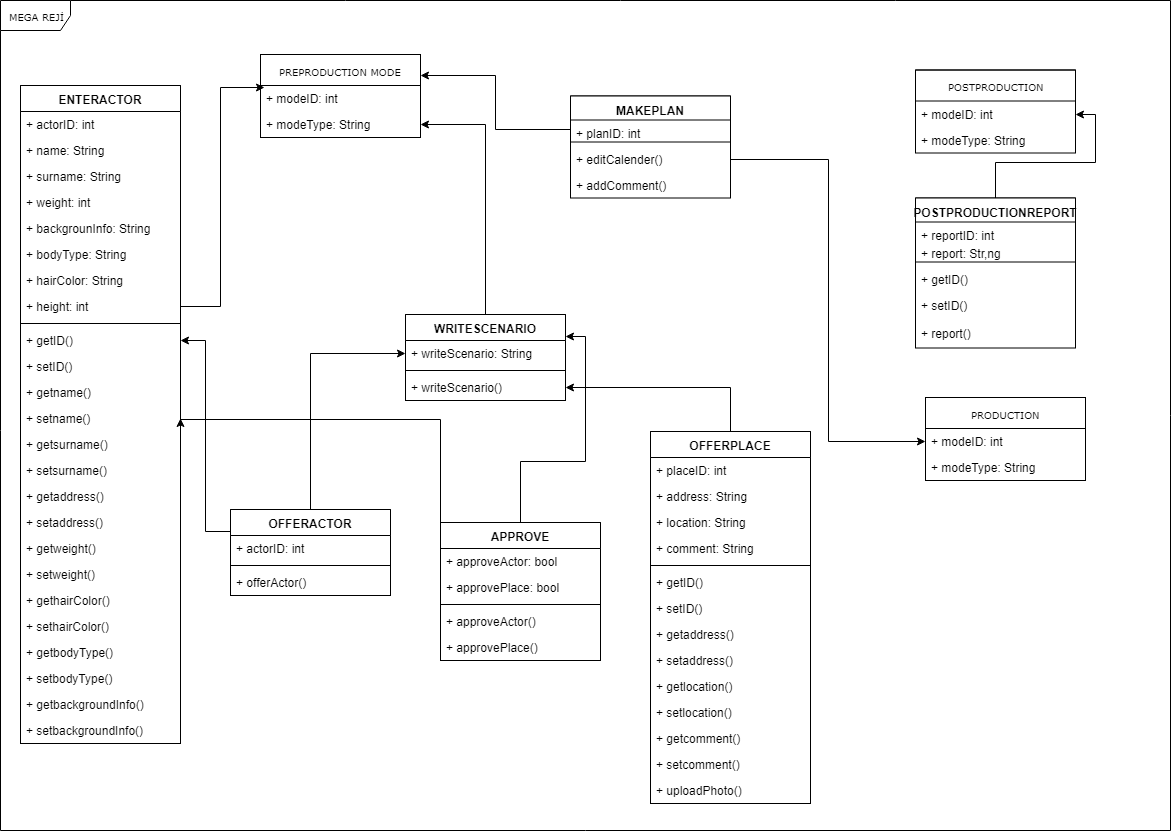 MEGA REJİ
PREPRODUCTION MODE
+ modeID: int
+ modeType: String
ENTERACTOR
+ actorID: int
+ name: String
+ surname: String
+ weight: int
+ backgrounInfo: String
+ bodyType: String
+ hairColor: String
+ height: int
+ getID()
+ setID()
+ getname()
+ setname()
+ getsurname()
+ setsurname()
+ getaddress()
+ setaddress()
+ getweight()
+ setweight()
+ gethairColor()
+ sethairColor()
+ getbodyType()
+ setbodyType()
+ getbackgroundInfo()
+ setbackgroundInfo()
MAKEPLAN
+ planID: int
+ editCalender()
+ addComment()
POSTPRODUCTION
+ modeID: int
+ modeType: String
POSTPRODUCTIONREPORT
+ reportID: int
+ report: Str,ng
+ getID()
+ setID()
+ report()
WRITESCENARIO
+ writeScenario: String
+ writeScenario()
PRODUCTION
+ modeID: int
+ modeType: String
OFFERPLACE
+ placeID: int
+ address: String
+ location: String
+ comment: String
+ getID()
+ setID()
+ getaddress()
+ setaddress()
+ getlocation()
+ setlocation()
+ getcomment()
+ setcomment()
+ uploadPhoto()
OFFERACTOR
+ actorID: int
+ offerActor()
APPROVE
+ approveActor: bool
+ approvePlace: bool
+ approveActor()
+ approvePlace()